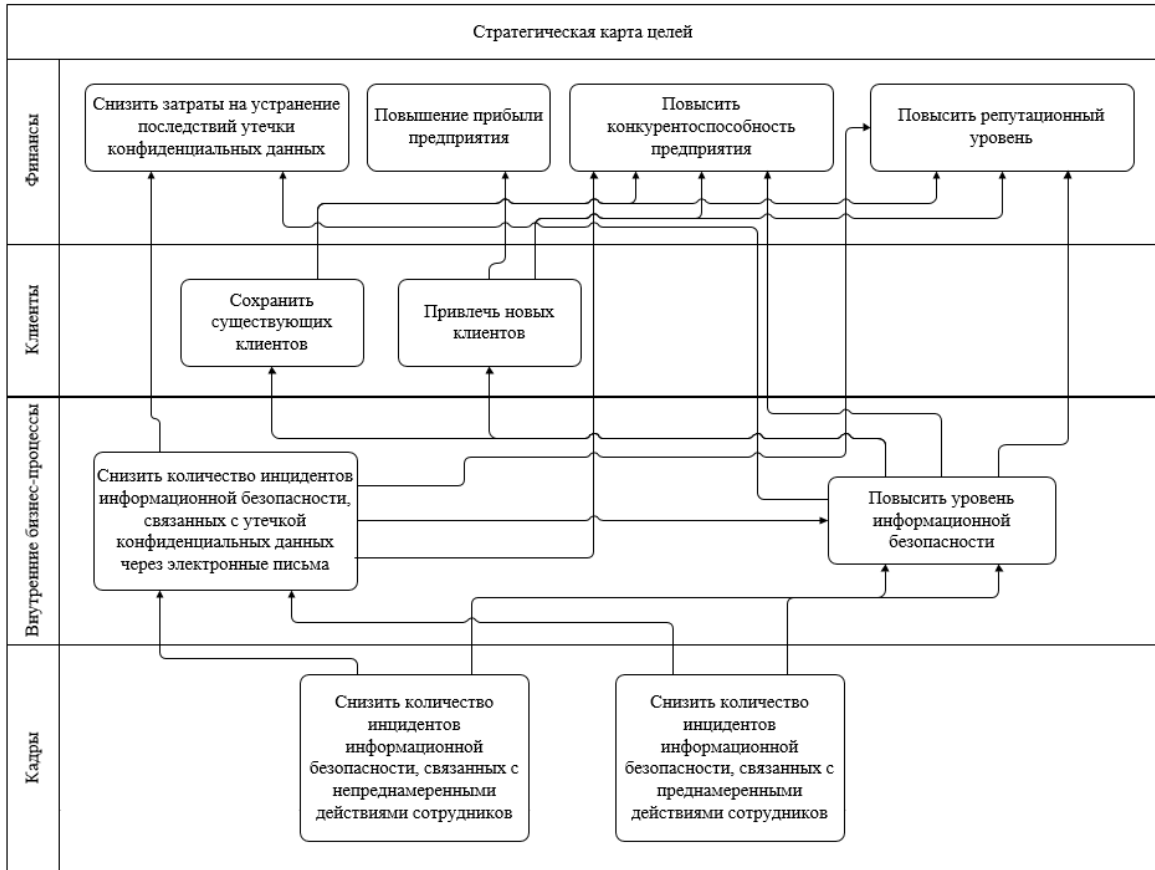 Стратегическая карта целей
Финансы
Снизить затраты на устранение
последствий утечки
конфиденциальных данных
Повышение прибыли
предприятия
Повысить
конкурентоспособность
предприятия
Повысить репутационный
уровень
Клиенты
Сохранить
существующих
клиентов
Привлечь новых
клиентов
Внутренние бизнес-процессы
Снизить количество инцидентов
информационной безопасности,
связанных с утечкой
конфиденциальных данных
через электронные письма
Повысить уровень
информационной
безопасности
Кадры
Снизить количество
инцидентов
информационной
безопасности, связанных с
непреднамеренными
действиями сотрудников
Снизить количество
инцидентов
информационной
безопасности, связанных с
преднамеренными
действиями сотрудников